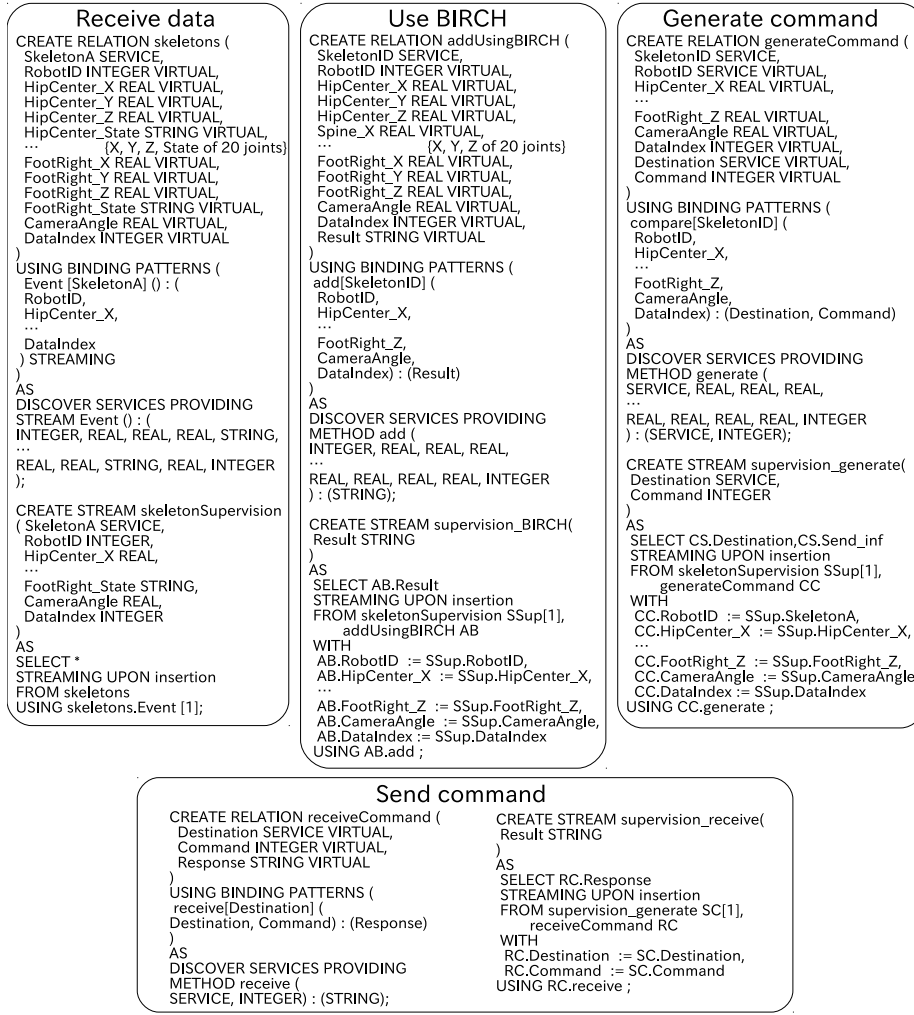 Receive data
CREATE RELATION skeletons (
SkeletonA SERVICE,
RobotID INTEGER VIRTUAL,
HipCenter_X REAL VIRTUAL,
HipCenter_Y REAL VIRTUAL,
HipCenter_Z REAL VIRTUAL,
HipCenter_State STRING VIRTUAL,
… {X, Y, Z, State of 20 joints}
FootRight_X REAL VIRTUAL,
FootRight_Y REAL VIRTUAL,
FootRight_Z REAL VIRTUAL,
FootRight_State STRING VIRTUAL,
CameraAngle REAL VIRTUAL,
DataIndex INTEGER VIRTUAL
)
USING BINDING PATTERNS (
Event [SkeletonA] () : (
RobotID,
HipCenter_X,
…
DataIndex
) STREAMING
)
AS
DISCOVER SERVICES PROVIDING
STREAM Event () : (
INTEGER, REAL, REAL, REAL, STRING,
…
REAL, REAL, STRING, REAL, INTEGER
);
CREATE STREAM skeletonSupervision
( SkeletonA SERVICE,
RobotID INTEGER,
HipCenter_X REAL,
…
FootRight_State STRING,
CameraAngle REAL,
DataIndex INTEGER
)
AS
SELECT *
STREAMING UPON insertion
FROM skeletons
USING skeletons.Event [1];
Use BIRCH
CREATE RELATION addUsingBIRCH (
SkeletonID SERVICE,
RobotID INTEGER VIRTUAL,
HipCenter_X REAL VIRTUAL,
HipCenter_Y REAL VIRTUAL,
HipCenter_Z REAL VIRTUAL,
Spine_X REAL VIRTUAL,
… {X, Y, Z of 20 joints}
FootRight_X REAL VIRTUAL,
FootRight_Y REAL VIRTUAL,
FootRight_Z REAL VIRTUAL,
CameraAngle REAL VIRTUAL,
DataIndex INTEGER VIRTUAL,
Result STRING VIRTUAL
)
USING BINDING PATTERNS (
add[SkeletonID] (
RobotID,
HipCenter_X,
…
FootRight_Z,
CameraAngle,
DataIndex) : (Result)
)
AS
DISCOVER SERVICES PROVIDING
METHOD add (
INTEGER, REAL, REAL, REAL,
…
REAL, REAL, REAL, REAL, INTEGER
) : (STRING);
CREATE STREAM supervision_BIRCH(
Result STRING
)
AS
SELECT AB.Result
STREAMING UPON insertion
FROM skeletonSupervision SSup[1],
addUsingBIRCH AB
WITH
AB.RobotID := SSup.RobotID,
AB.HipCenter_X := SSup.HipCenter_X,
…
AB.FootRight_Z := SSup.FootRight_Z,
AB.CameraAngle := SSup.CameraAngle,
AB.DataIndex := SSup.DataIndex
USING AB.add ;
Generate command
CREATE RELATION generateCommand (
SkeletonID SERVICE,
RobotID SERVICE VIRTUAL,
HipCenter_X REAL VIRTUAL,
…
FootRight_Z REAL VIRTUAL,
CameraAngle REAL VIRTUAL,
DataIndex INTEGER VIRTUAL,
Destination SERVICE VIRTUAL,
Command INTEGER VIRTUAL
)
USING BINDING PATTERNS (
compare[SkeletonID] (
RobotID,
HipCenter_X,
…
FootRight_Z,
CameraAngle,
DataIndex) : (Destination, Command)
)
AS
DISCOVER SERVICES PROVIDING
METHOD generate (
SERVICE, REAL, REAL, REAL,
…
REAL, REAL, REAL, REAL, INTEGER
) : (SERVICE, INTEGER);
CREATE STREAM supervision_generate(
Destination SERVICE,
Command INTEGER
)
AS
SELECT CS.Destination,CS.Send_inf
STREAMING UPON insertion
FROM skeletonSupervision SSup[1],
generateCommand CC
WITH
CC.RobotID := SSup.SkeletonA,
CC.HipCenter_X := SSup.HipCenter_X,
…
CC.FootRight_Z := SSup.FootRight_Z,
CC.CameraAngle := SSup.CameraAngle
CC.DataIndex := SSup.DataIndex
USING CC.generate ;
Send command
CREATE RELATION receiveCommand (
Destination SERVICE VIRTUAL,
Command INTEGER VIRTUAL,
Response STRING VIRTUAL
)
USING BINDING PATTERNS (
receive[Destination] (
Destination, Command) : (Response)
)
AS
DISCOVER SERVICES PROVIDING
METHOD receive (
SERVICE, INTEGER) : (STRING);
CREATE STREAM supervision_receive(
Result STRING
)
AS
SELECT RC.Response
STREAMING UPON insertion
FROM supervision_generate SC[1],
receiveCommand RC
WITH
RC.Destination := SC.Destination,
RC.Command := SC.Command
USING RC.receive ;